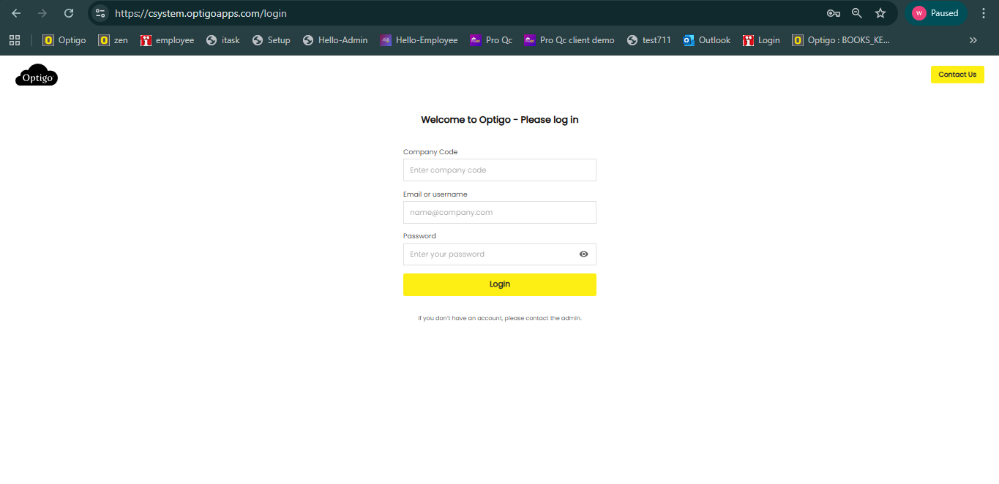 https://csystem.optigoapps.com/login
W Paused
Optigo zen employee itask Setup Hello-Admin Hello-Employee Pro Qc Pro Qc client demo test711 Outlook Login Optigo : BOOKS_KE...
Optigo
Contact Us
Welcome to Optigo - Please log in
Company Code
Enter company code
Email or username
name@company.com
Password
Enter your password
Login
If you don't have an account, please contact the admin.